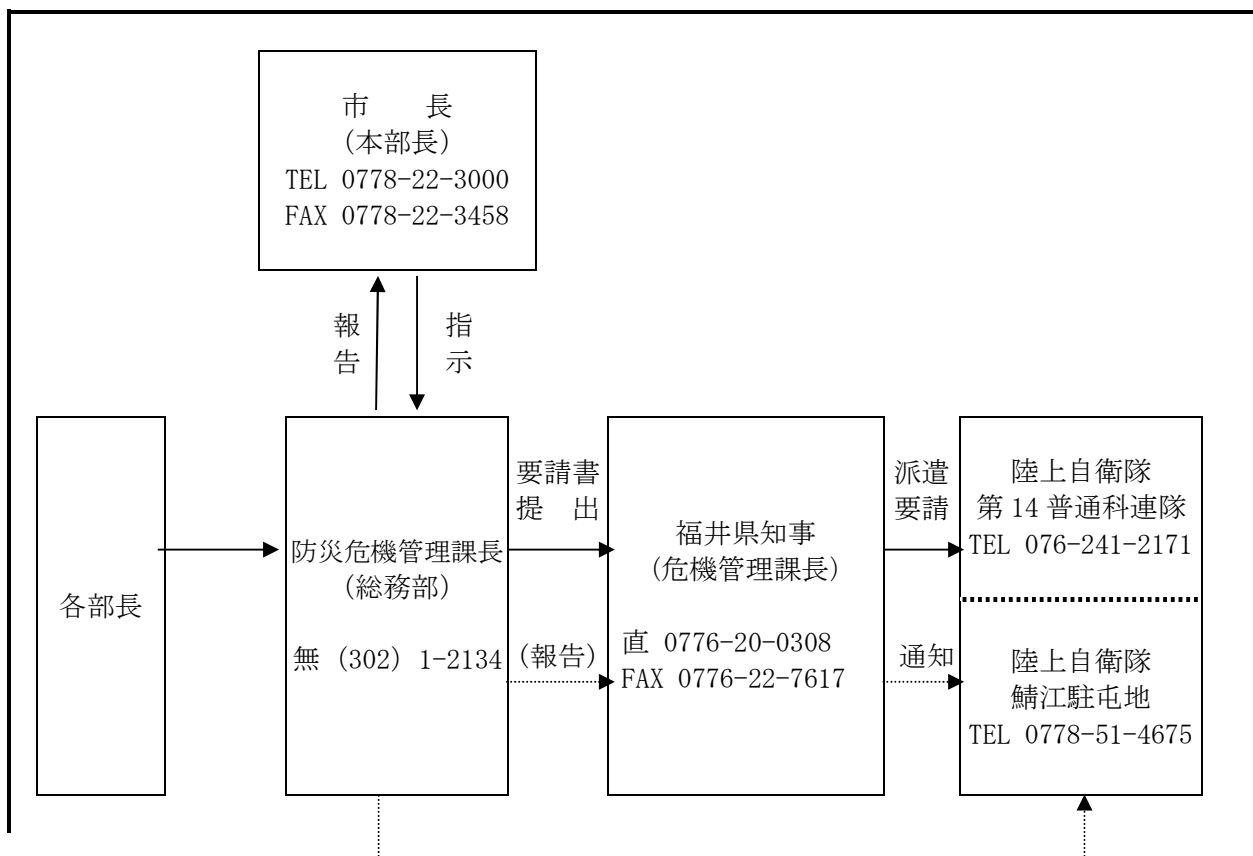 市　　長
(本部長)
TEL 0778-22-3000
FAX 0778-22-3458
報告
指示
各部長
防災危機管理課長
(総務部)
無 (302) 1-2134
要請書
提　出
(報告)
福井県知事
(危機管理課長)
直 0776-20-0308
FAX 0776-22-7617
派遣
要請
通知
陸上自衛隊
第 14 普通科連隊
TEL 076-241-2171
陸上自衛隊
鯖江駐屯地
TEL 0778-51-4675